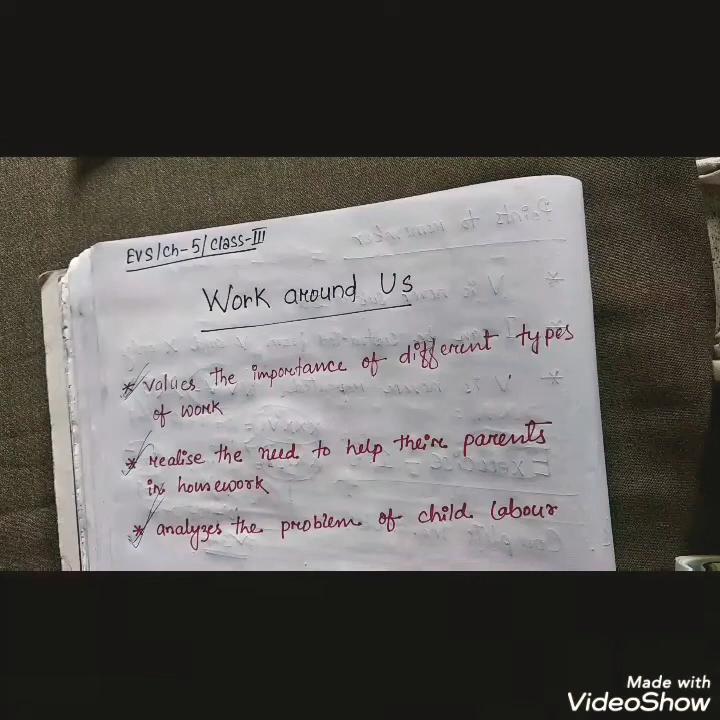 EVS/Ch-5/Class-III
Work around Us
* values the importance of different types
of work
* realise the need to help their parents
in housework
* analyzes the problem of child labour
Made with
VideoShow